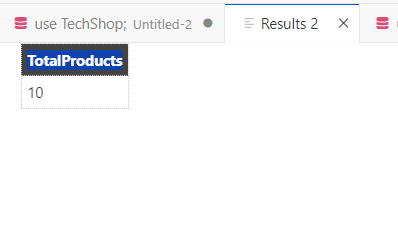 use TechShop; Untitled-2
Results 2
TotalProducts
10